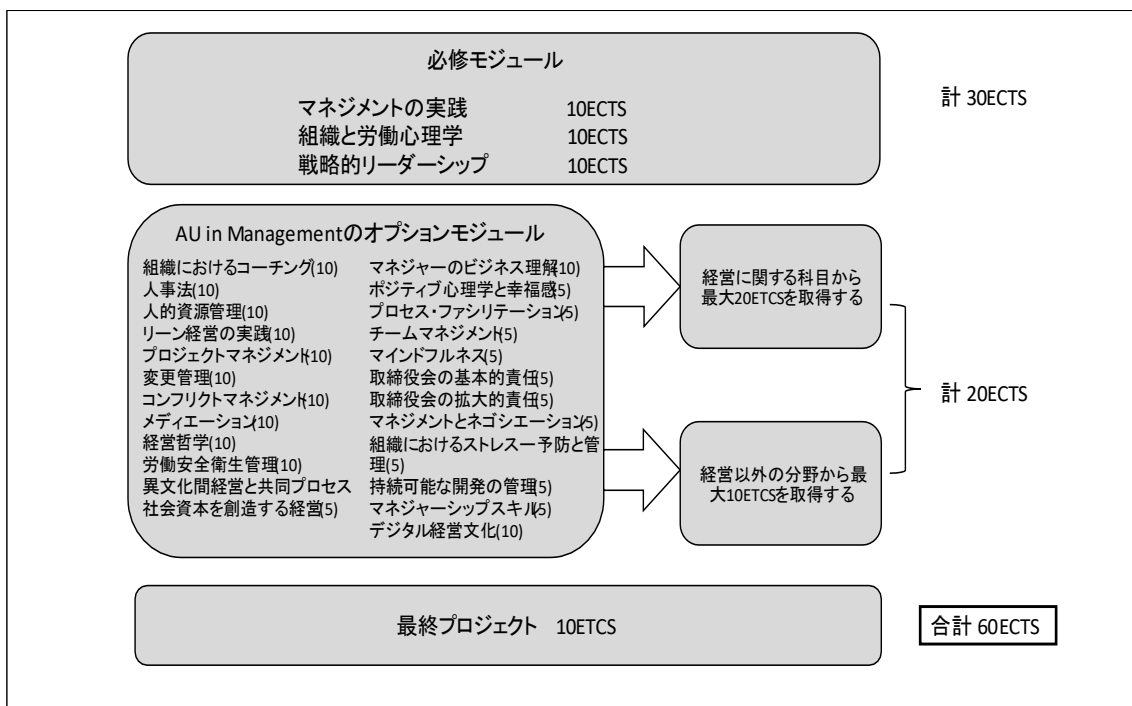 必修モジュール
マネジメントの実践 10ECTS
組織と労働心理学 10ECTS
戦略的リーダーシップ 10ECTS
計 30ECTS
AU in Managementのオプションモジュール
組織におけるコーチング(10)
人事法(10)
人的資源管理(10)
リーン経営の実践(10)
プロジェクトマネジメント(10)
変更管理(10)
コンフリクトマネジメント(10)
メディエーション(10)
経営哲学(10)
労働安全衛生管理(10)
異文化間経営と共同プロセス
社会資本を創造する経営(5)
マネジャーのビジネス理解(10)
ポジティブ心理学と幸福感(5)
プロセス・ファシリテーション(5)
チームマネジメント(5)
マインドフルネス(5)
取締役会の基本的責任(5)
取締役会の拡大的責任(5)
マネジメントとネゴシエーション(5)
組織におけるストレスー予防と管
理(5)
持続可能な開発の管理(5)
マネジャーシップスキル(5)
デジタル経営文化(10)
経営に関する科目から
最大20ETCSを取得する
経営以外の分野から最
大10ETCSを取得する
計 20ECTS
最終プロジェクト 10ETCS
合計 60ECTS